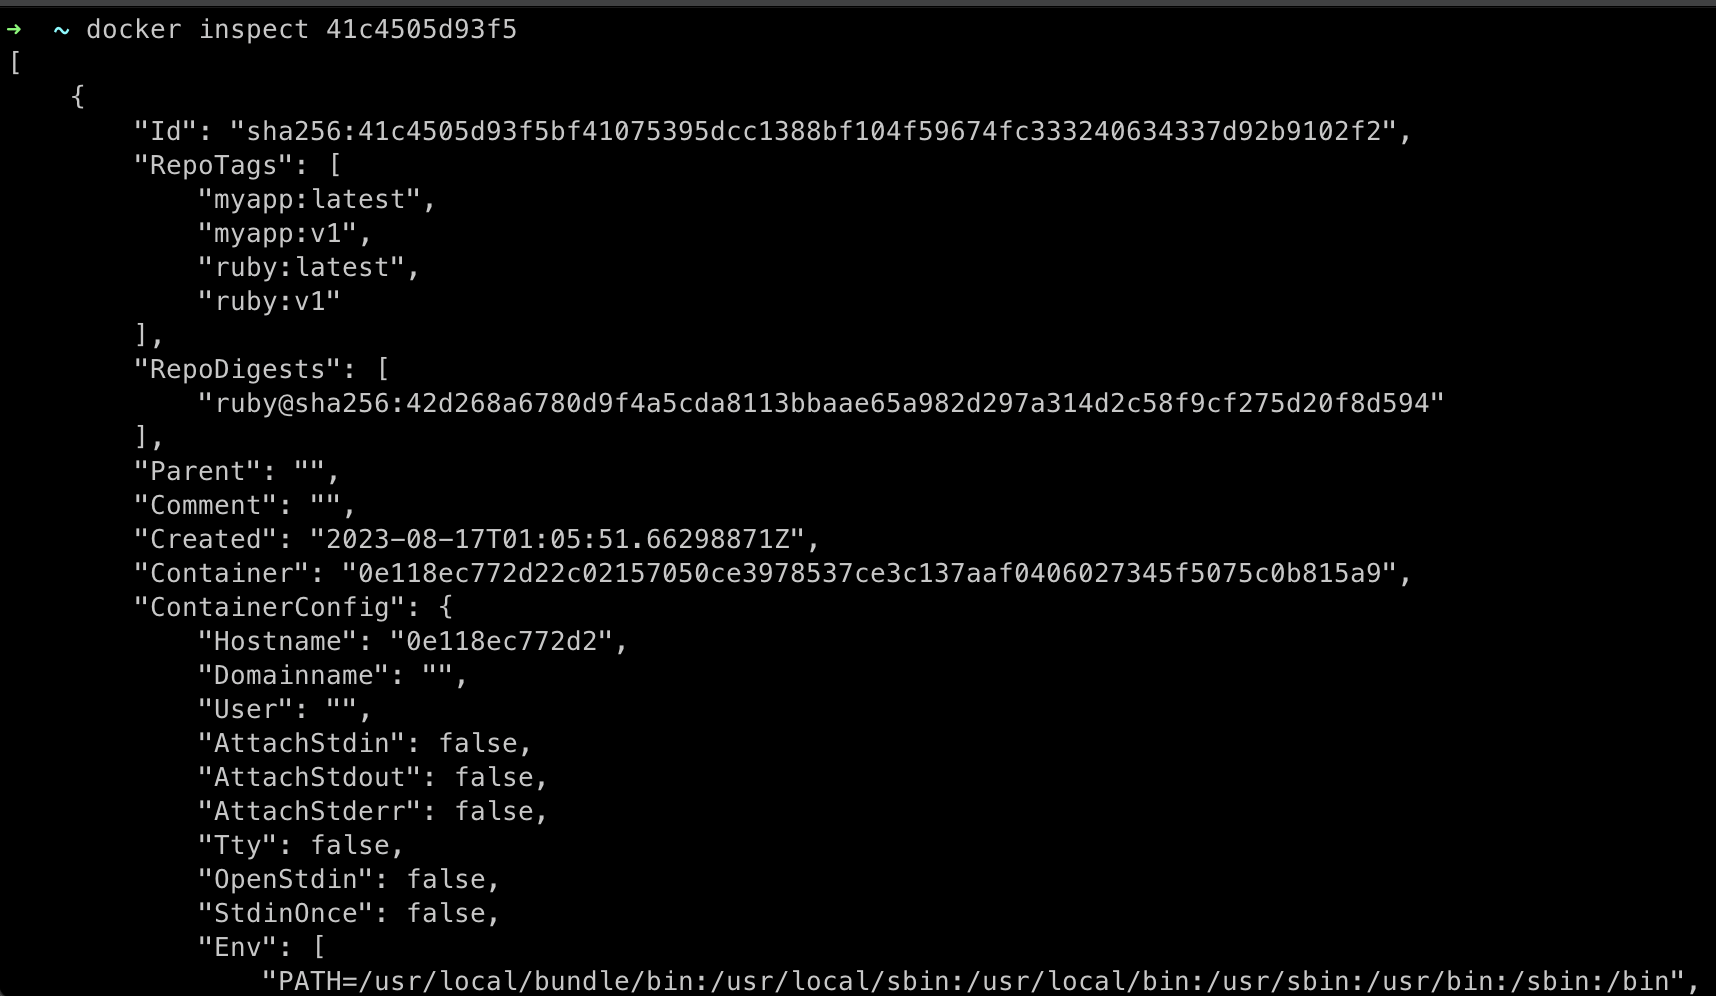 → ~ docker inspect 41c4505d93f5
[
    {
        "Id": "sha256:41c4505d93f5bf41075395dcc1388bf104f59674fc333240634337d92b9102f2",
        "RepoTags": [
            "myapp:latest",
            "myapp:v1",
            "ruby:latest",
            "ruby:v1"
        ],
        "RepoDigests": [
            "ruby@sha256:42d268a6780d9f4a5cda8113bbaae65a982d297a314d2c58f9cf275d20f8d594"
        ],
        "Parent": "",
        "Comment": "",
        "Created": "2023-08-17T01:05:51.66298871Z",
        "Container": "0e118ec772d22c02157050ce3978537ce3c137aaf0406027345f5075c0b815a9",
        "ContainerConfig": {
            "Hostname": "0e118ec772d2",
            "Domainname": "",
            "User": "",
            "AttachStdin": false,
            "AttachStdout": false,
            "AttachStderr": false,
            "Tty": false,
            "OpenStdin": false,
            "StdinOnce": false,
            "Env": [
                "PATH=/usr/local/bundle/bin:/usr/local/sbin:/usr/local/bin:/usr/sbin:/usr/bin:/sbin:/bin",